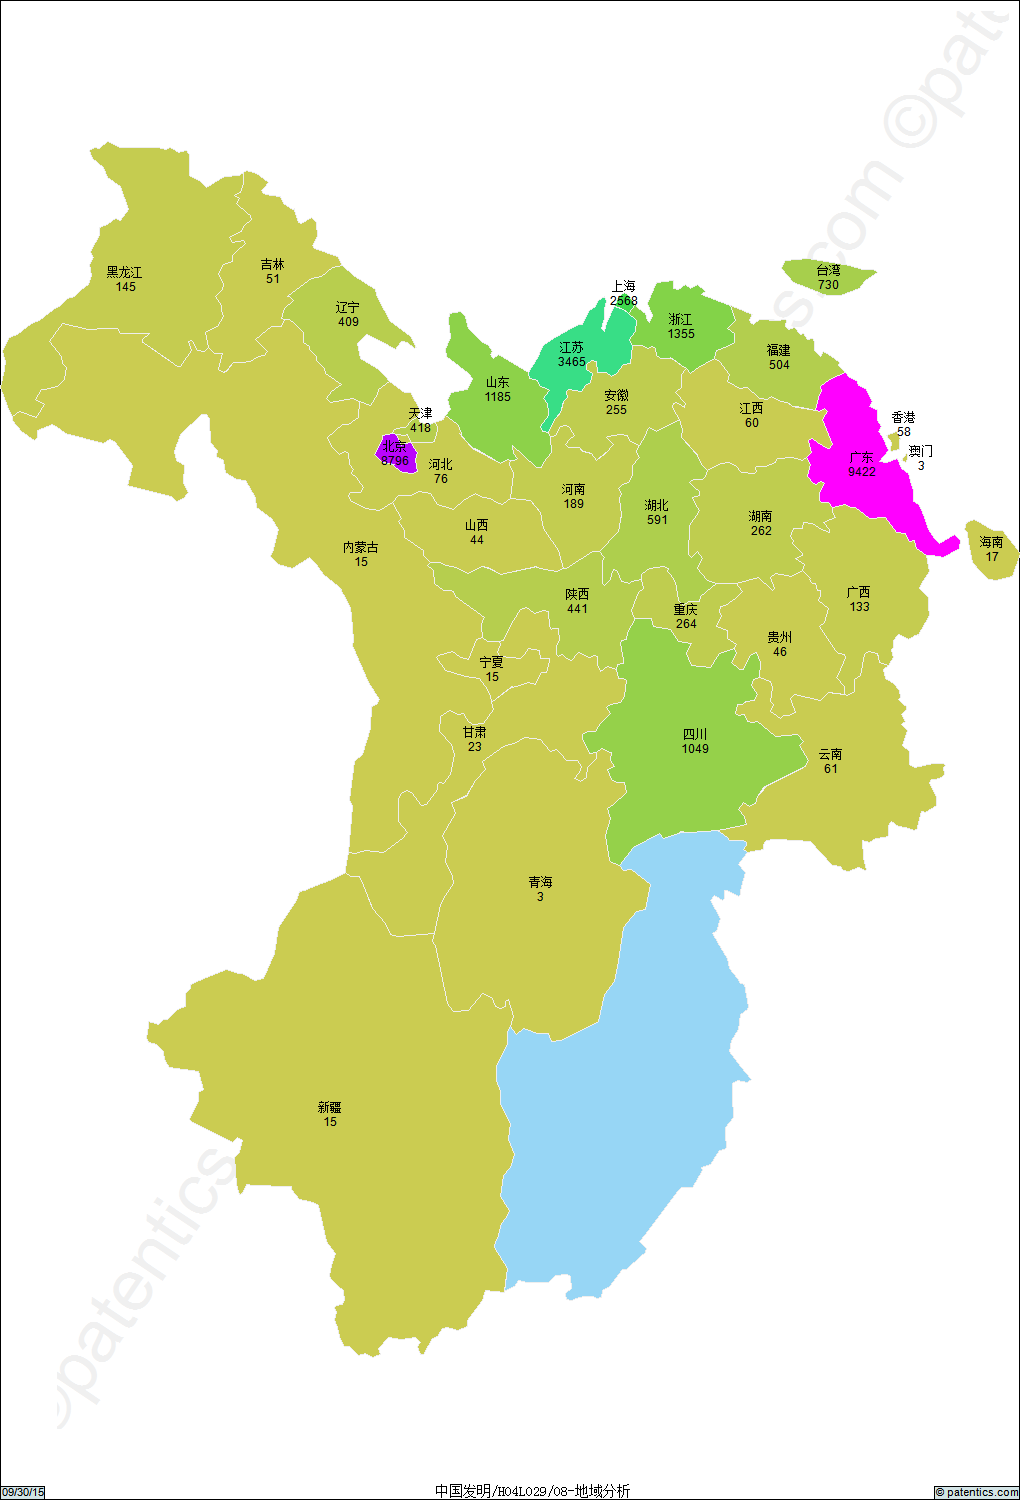 ©patentics.com ©patentics.com
台湾
730
黑龙江
145
吉林
51
辽宁
409
上海
2568
浙江
1355
江苏
3465
福建
504
山东
1185
安徽
255
江西
60
天津
418
香港
58
北京
8796
河北
76
广东
9422
澳门
3
河南
189
湖北
591
湖南
262
山西
44
内蒙古
15
海南
17
陕西
441
重庆
264
广西
133
贵州
46
宁夏
15
甘肃
23
四川
1049
云南
61
青海
3
新疆
15
09/30/15
中国发明/H04L029/08-地域分析
© patentics.com